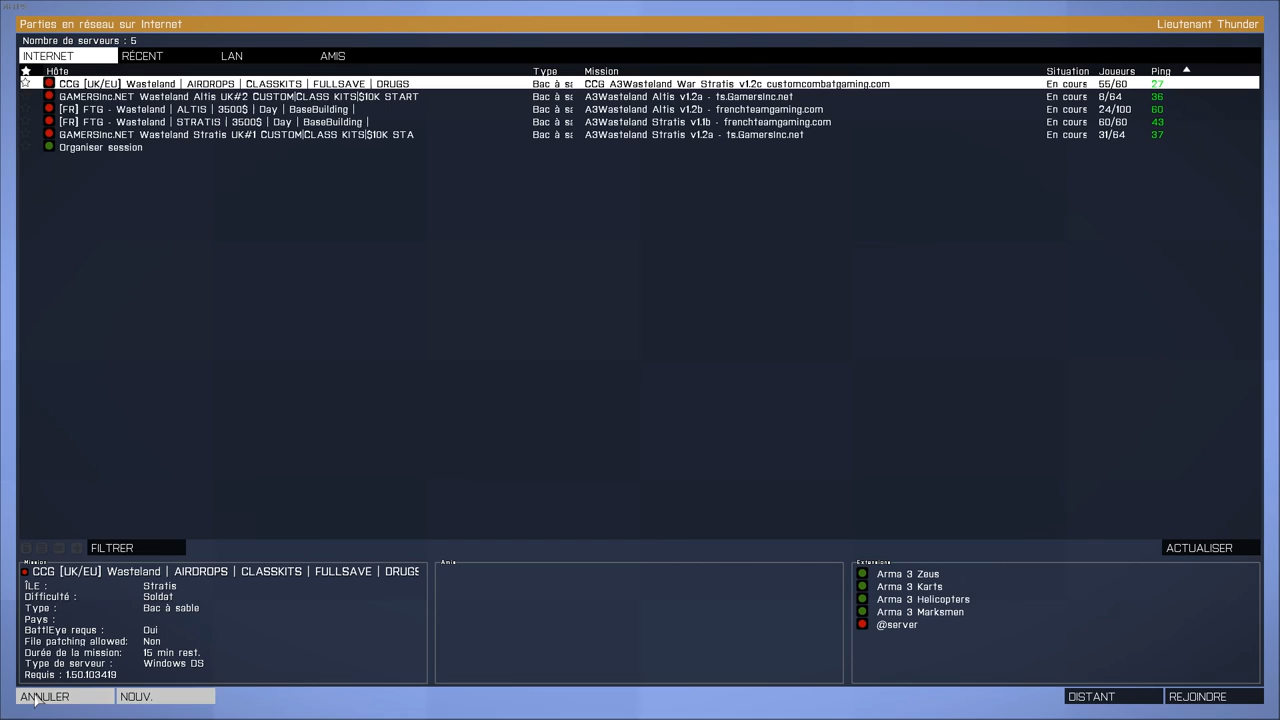 Parties en réseau sur Internet Lieutenant Thunder
Nombre de serveurs : 5
INTERNET RÉCENT LAN AMIS
Hôte Type Mission Situation Joueurs Ping
CCG [UK/EU] Wasteland | AIRDROPS | CLASSKITS | FULLSAVE | DRUGS Bac à sa CCG A3Wasteland War Stratis v1.2c customcombatgaming.com En cours 55/60 27
GAMERSInc.NET Wasteland Altis UK#2 CUSTOM|CLASS KITS|$10K START Bac à sa A3Wasteland Altis v1.2a - ts.GamersInc.net En cours 8/64 36
[FR] FTG - Wasteland | ALTIS | 3500$ | Day | BaseBuilding | Bac à sa A3Wasteland Altis v1.2b - frenchteamgaming.com En cours 24/100 60
[FR] FTG - Wasteland | STRATIS | 3500$ | Day | BaseBuilding | Bac à sa A3Wasteland Stratis v1.1b - frenchteamgaming.com En cours 60/60 43
GAMERSInc.NET Wasteland Stratis UK#1 CUSTOM|CLASS KITS|$10K STA Bac à sa A3Wasteland Stratis v1.2a - ts.GamersInc.net En cours 31/64 37
Organiser session
FILTRER ACTUALISER
Mission Amis Extensions
CCG [UK/EU] Wasteland | AIRDROPS | CLASSKITS | FULLSAVE | DRUGS
ÎLE : Stratis
Difficulté : Soldat
Type : Bac à sable
Pays :
BattlEye requs : Oui
File patching allowed: Non
Durée de la mission: 15 min rest.
Type de serveur : Windows DS
Requis : 1.50.103419
Arma 3 Zeus
Arma 3 Karts
Arma 3 Helicopters
Arma 3 Marksmen
@server
ANNULER NOUV. DISTANT REJOINDRE